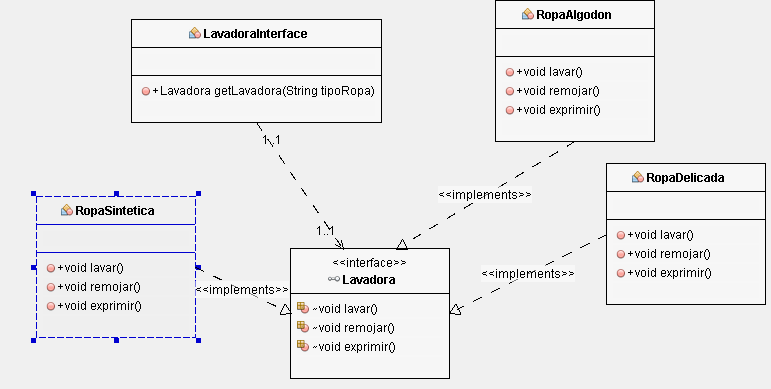 RopaAlgodon
+void lavar()
+void remojar()
+void exprimir()
LavadoraInterface
+Lavadora getLavadora(String tipoRopa)
1..1
<<implements>>
RopaDelicada
+void lavar()
+void remojar()
+void exprimir()
RopaSintetica
+void lavar()
+void remojar()
+void exprimir()
1..1
<<implements>>
<<implements>>
<<interface>>
Lavadora
~void lavar()
~void remojar()
~void exprimir()